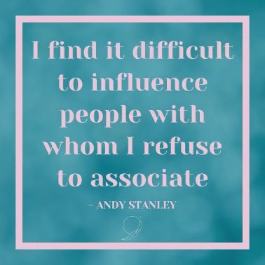 I find it difficult
to influence
people with
whom I refuse
to associate
- ANDY STANLEY